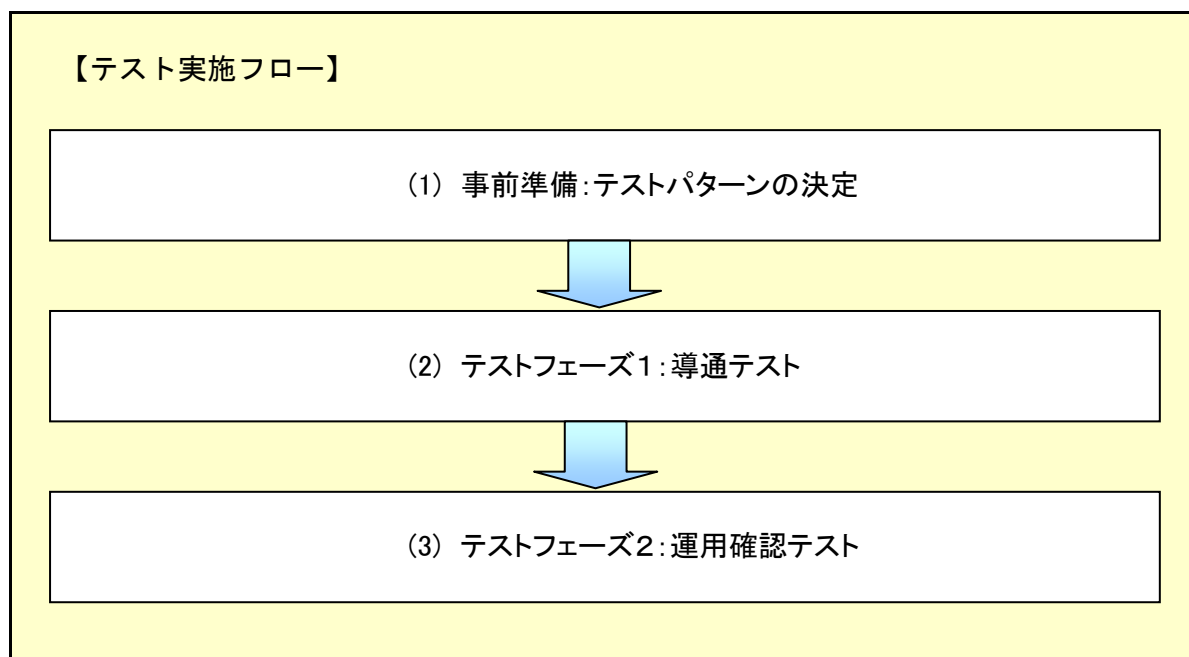 【テスト実施フロー】
(1) 事前準備:テストパターンの決定
(2) テストフェーズ1:導通テスト
(3) テストフェーズ2:運用確認テスト